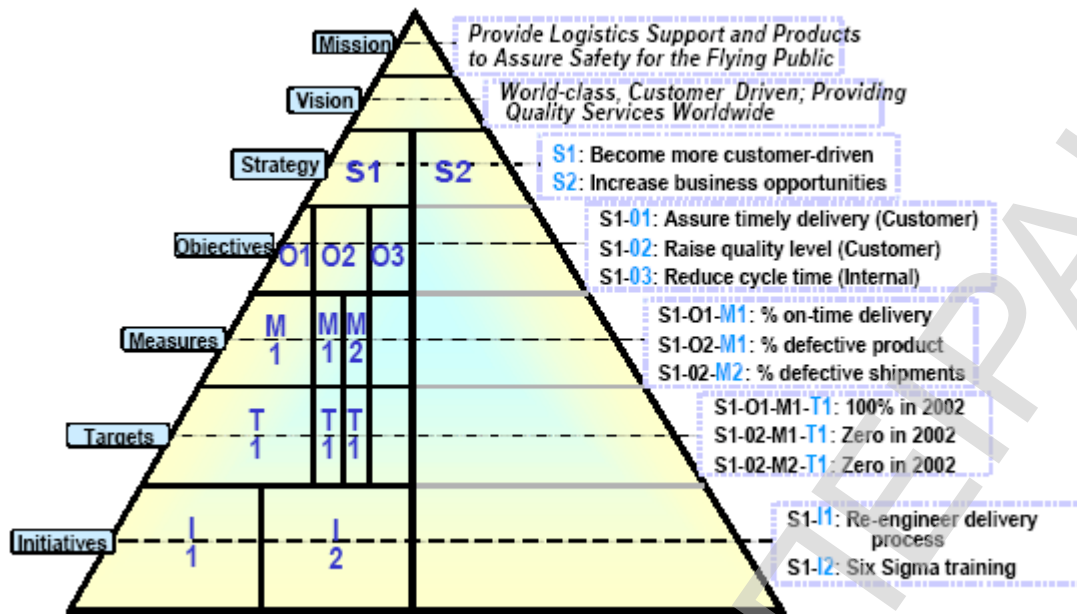 Mission
Provide Logistics Support and Products
to Assure Safety for the Flying Public
Vision
World-class, Customer Driven; Providing
Quality Services Worldwide
Strategy
S1
S2
S1: Become more customer-driven
S2: Increase business opportunities
Objectives
O1
O2
O3
S1-01: Assure timely delivery (Customer)
S1-02: Raise quality level (Customer)
S1-03: Reduce cycle time (Internal)
Measures
M
1
M
1
M
2
S1-O1-M1: % on-time delivery
S1-O2-M1: % defective product
S1-02-M2: % defective shipments
Targets
T
1
T
1
T
1
S1-O1-M1-T1: 100% in 2002
S1-02-M1-T1: Zero in 2002
S1-02-M2-T1: Zero in 2002
Initiatives
I
1
I
2
S1-I1: Re-engineer delivery
process
S1-I2: Six Sigma training